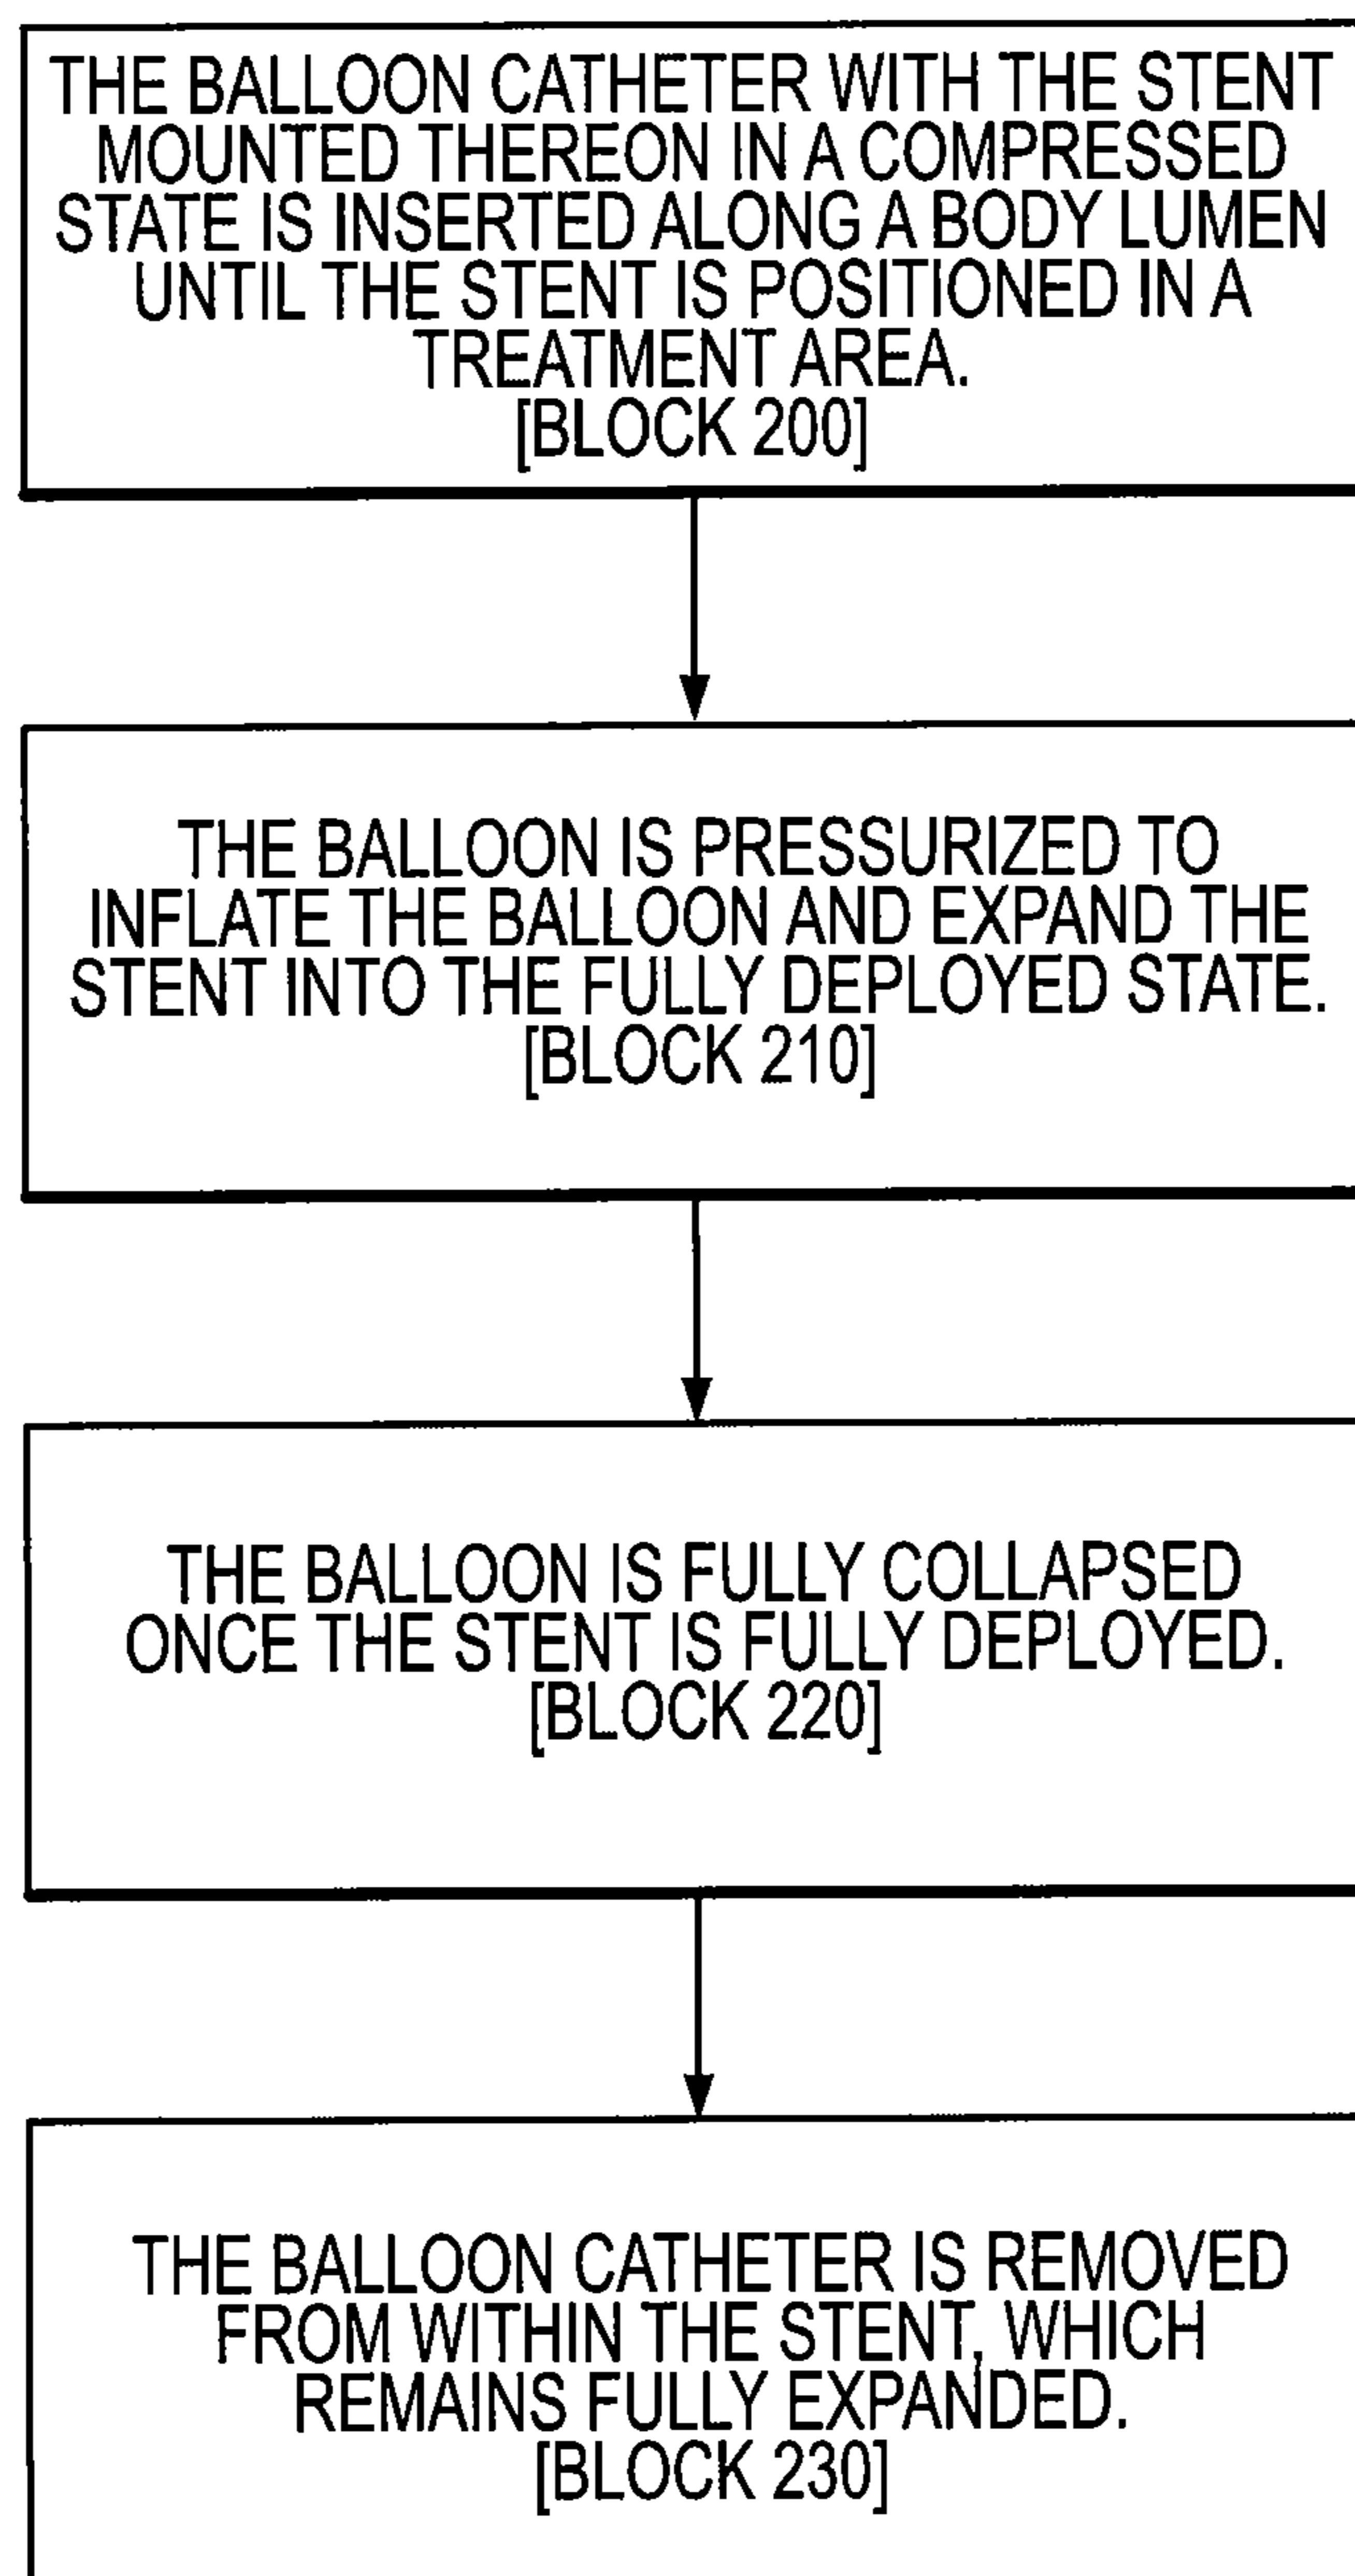 THE BALLOON CATHETER WITH THE STENT
MOUNTED THEREON IN A COMPRESSED
STATE IS INSERTED ALONG A BODY LUMEN
UNTIL THE STENT IS POSITIONED IN A
TREATMENT AREA.
[BLOCK 200]
THE BALLOON IS PRESSURIZED TO
INFLATE THE BALLOON AND EXPAND THE
STENT INTO THE FULLY DEPLOYED STATE.
[BLOCK 210]
THE BALLOON IS FULLY COLLAPSED
ONCE THE STENT IS FULLY DEPLOYED.
[BLOCK 220]
THE BALLOON CATHETER IS REMOVED
FROM WITHIN THE STENT, WHICH
REMAINS FULLY EXPANDED.
[BLOCK 230]